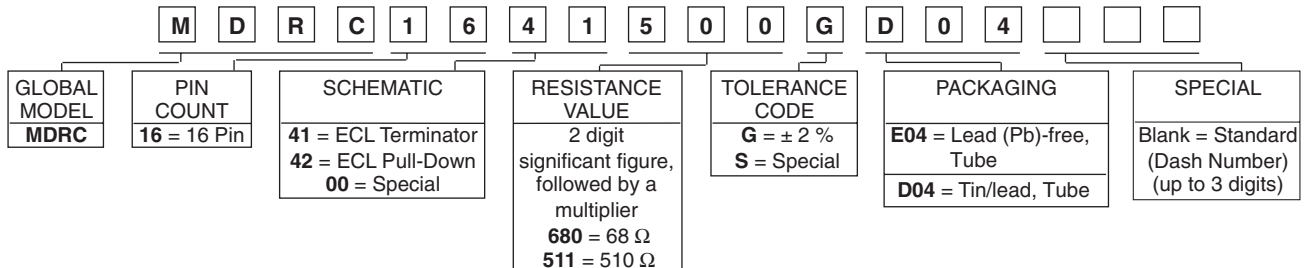 M D R C 1 6 4 1 5 0 0 G D 0 4
GLOBAL
MODEL
MDRC
PIN
COUNT
16 = 16 Pin
SCHEMATIC
41 = ECL Terminator
42 = ECL Pull-Down
00 = Special
RESISTANCE
VALUE
2 digit
significant figure,
followed by a
multiplier
680 = 68 Ω
511 = 510 Ω
TOLERANCE
CODE
G = ± 2 %
S = Special
PACKAGING
E04 = Lead (Pb)-free,
Tube
D04 = Tin/lead, Tube
SPECIAL
Blank = Standard
(Dash Number)
(up to 3 digits)